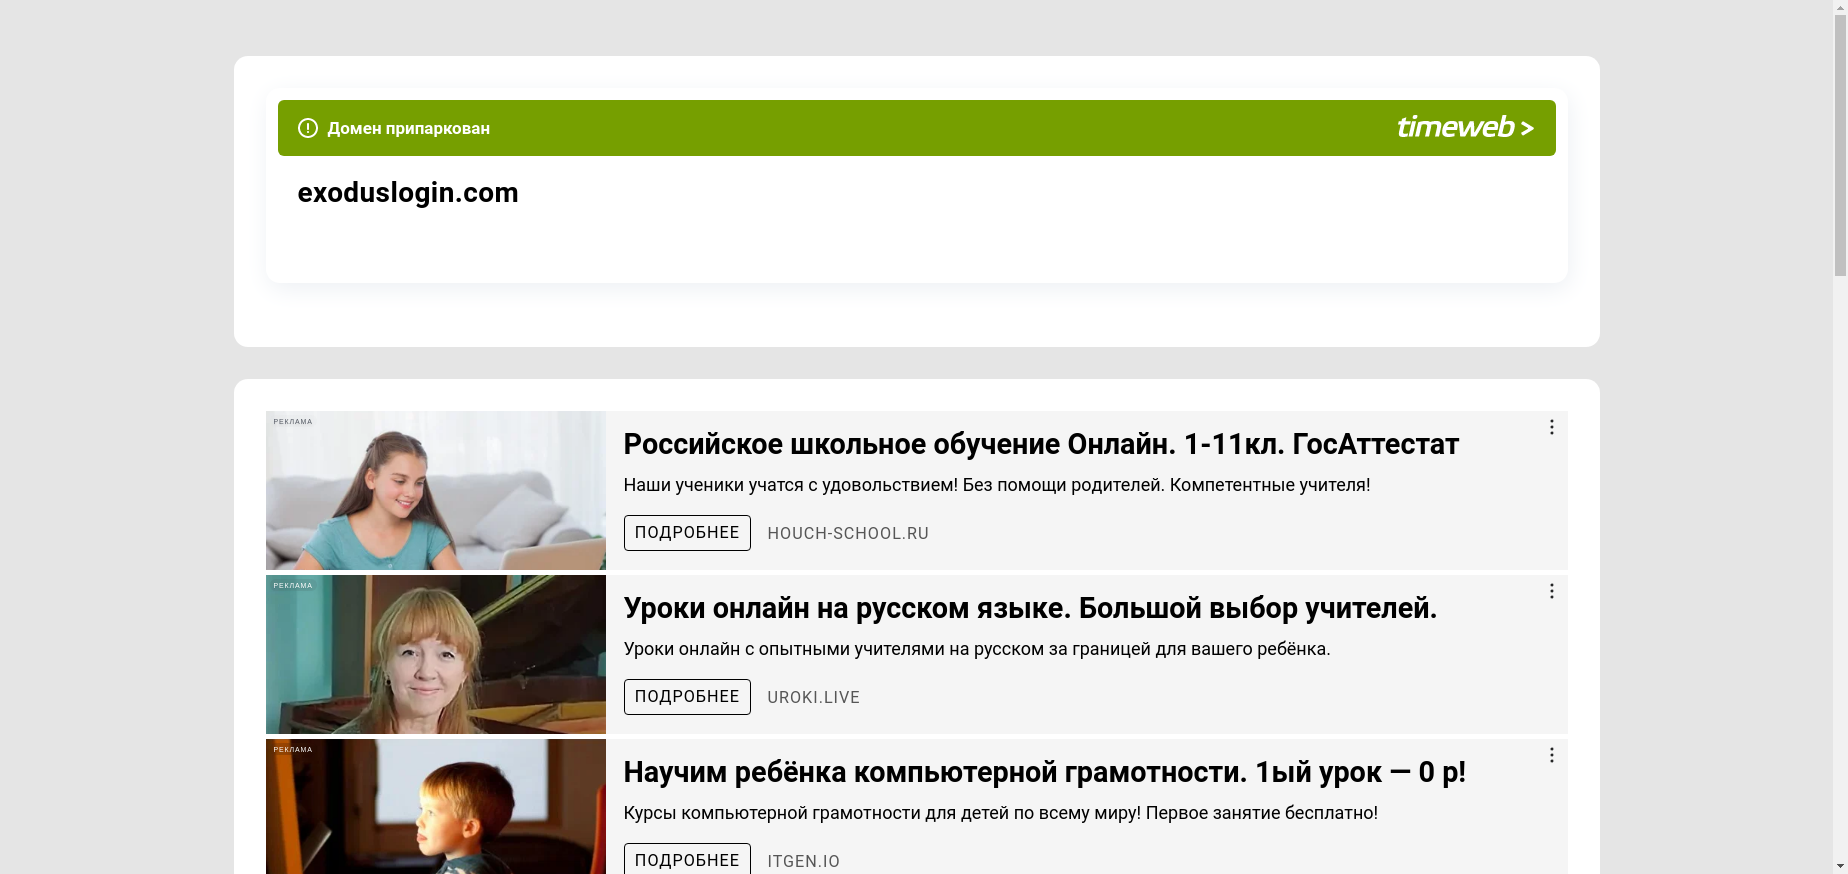 Домен припаркован
timeweb >
exoduslogin.com
РЕКЛАМА
Российское школьное обучение Онлайн. 1-11кл. ГосАттестат
Наши ученики учатся с удовольствием! Без помощи родителей. Компетентные учителя!
ПОДРОБНЕЕ HOUCH-SCHOOL.RU
РЕКЛАМА
Уроки онлайн на русском языке. Большой выбор учителей.
Уроки онлайн с опытными учителями на русском за границей для вашего ребёнка.
ПОДРОБНЕЕ UROKI.LIVE
РЕКЛАМА
Научим ребёнка компьютерной грамотности. 1ый урок — 0 р!
Курсы компьютерной грамотности для детей по всему миру! Первое занятие бесплатно!
ПОДРОБНЕЕ ITGEN.IO